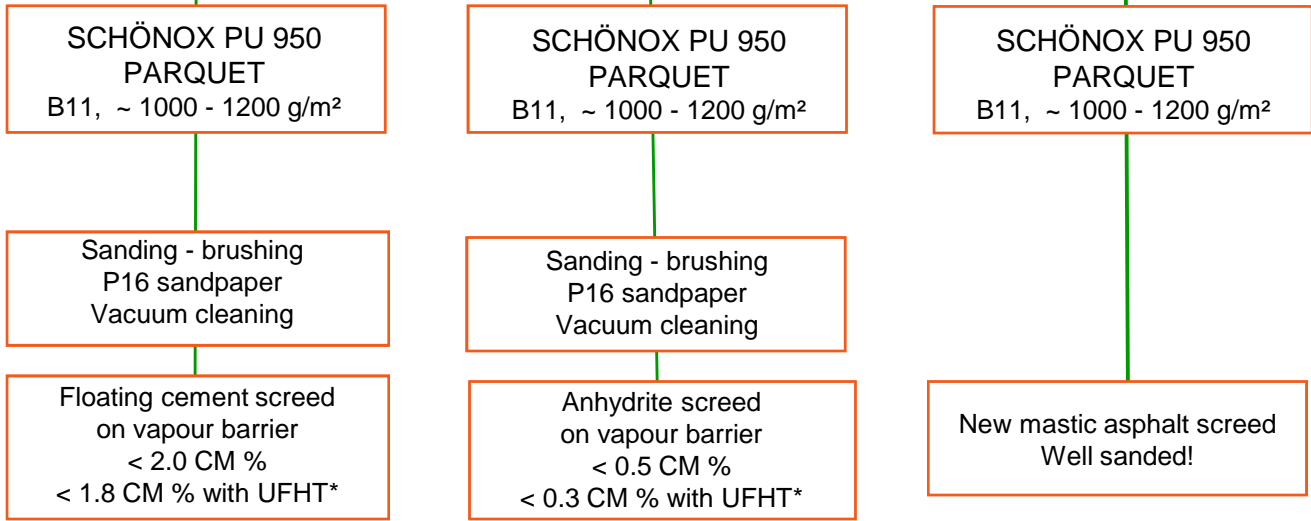 SCHÖNOX PU 950
PARQUET
B11, ~ 1000 - 1200 g/m²
SCHÖNOX PU 950
PARQUET
B11, ~ 1000 - 1200 g/m²
SCHÖNOX PU 950
PARQUET
B11, ~ 1000 - 1200 g/m²
Sanding - brushing
P16 sandpaper
Vacuum cleaning
Sanding - brushing
P16 sandpaper
Vacuum cleaning
Floating cement screed
on vapour barrier
< 2.0 CM %
< 1.8 CM % with UFHT*
Anhydrite screed
on vapour barrier
< 0.5 CM %
< 0.3 CM % with UFHT*
New mastic asphalt screed
Well sanded!